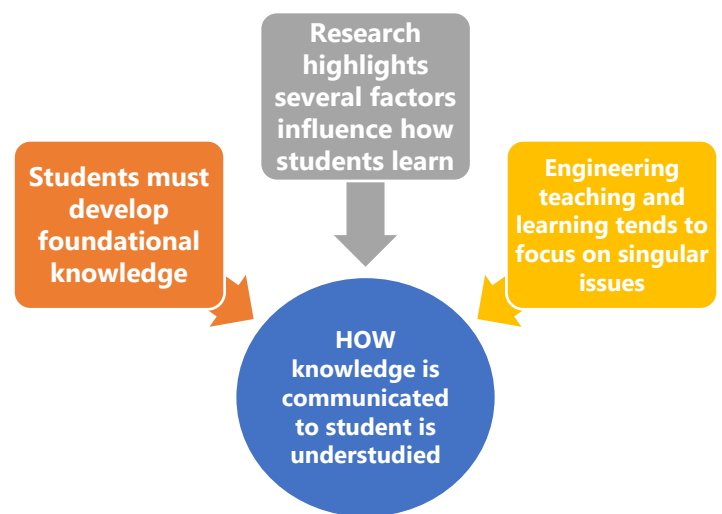 Research
highlights
several factors
influence how
students learn
Students must
develop
foundational
knowledge
Engineering
teaching and
learning tends to
focus on singular
issues
HOW
knowledge is
communicated
to student is
understudied